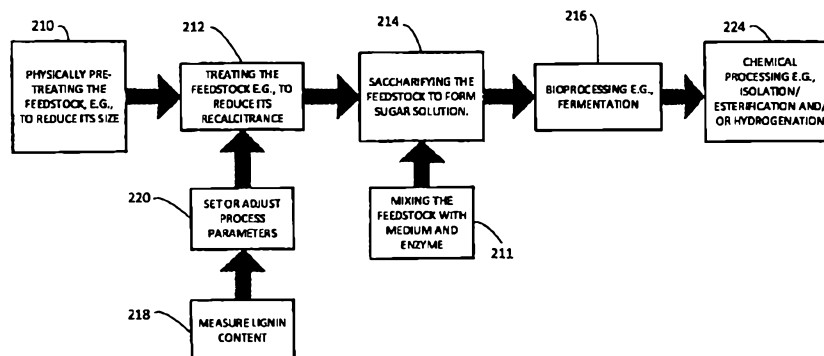 210
PHYSICALLY PRE-
TREATING THE
FEEDSTOCK, E.G.,
TO REDUCE ITS SIZE
212
TREATING THE
FEEDSTOCK E.G., TO
REDUCE ITS
RECALCITRANCE
214
SACCHARIFYING THE
FEEDSTOCK TO FORM
SUGAR SOLUTION.
216
BIOPROCESSING E.G.,
FERMENTATION
224
CHEMICAL
PROCESSING E.G.,
ISOLATION/
ESTERIFICATION AND/
OR HYDROGENATION
220
SET OR ADJUST
PROCESS
PARAMETERS
MIXING THE
FEEDSTOCK WITH
MEDIUM AND
ENZYME
211
218
MEASURE LIGNIN
CONTENT